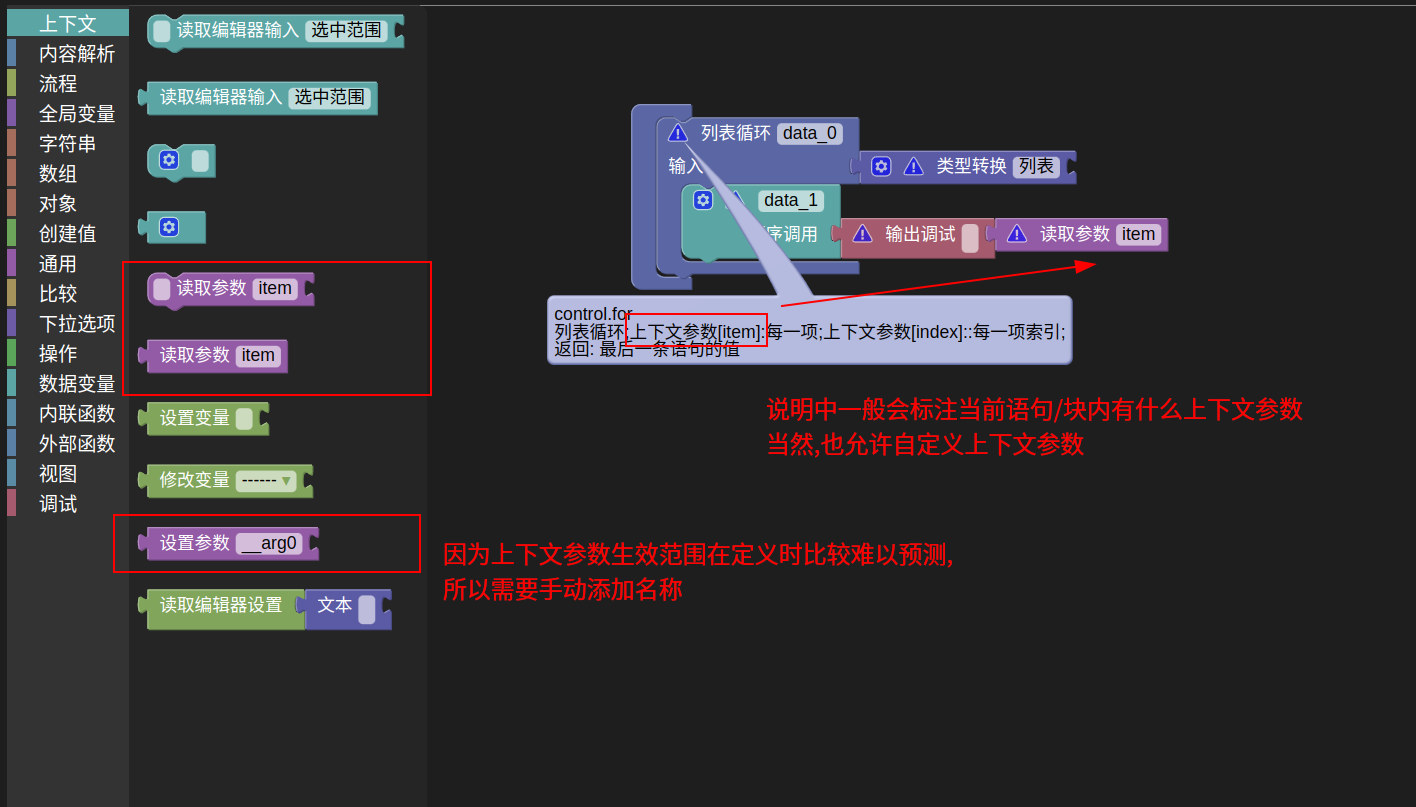 上下文
内容解析
流程
全局变量
字符串
数组
对象
创建值
通用
比较
下拉选项
操作
数据变量
内联函数
外部函数
视图
调试
读取编辑器输入 选中范围
读取编辑器输入 选中范围
读取参数 item
读取参数 item
设置变量
修改变量 ------ ▾
设置参数 __arg0
读取编辑器设置 文本
列表循环 data_0
输入 类型转换 列表
data_1
序调用 输出调试 读取参数 item
control.for
列表循环;上下文参数[item]:每一项;上下文参数[index]::每一项索引;
返回: 最后一条语句的值
说明中一般会标注当前语句/块内有什么上下文参数
当然,也允许自定义上下文参数
因为上下文参数生效范围在定义时比较难以预测,
所以需要手动添加名称